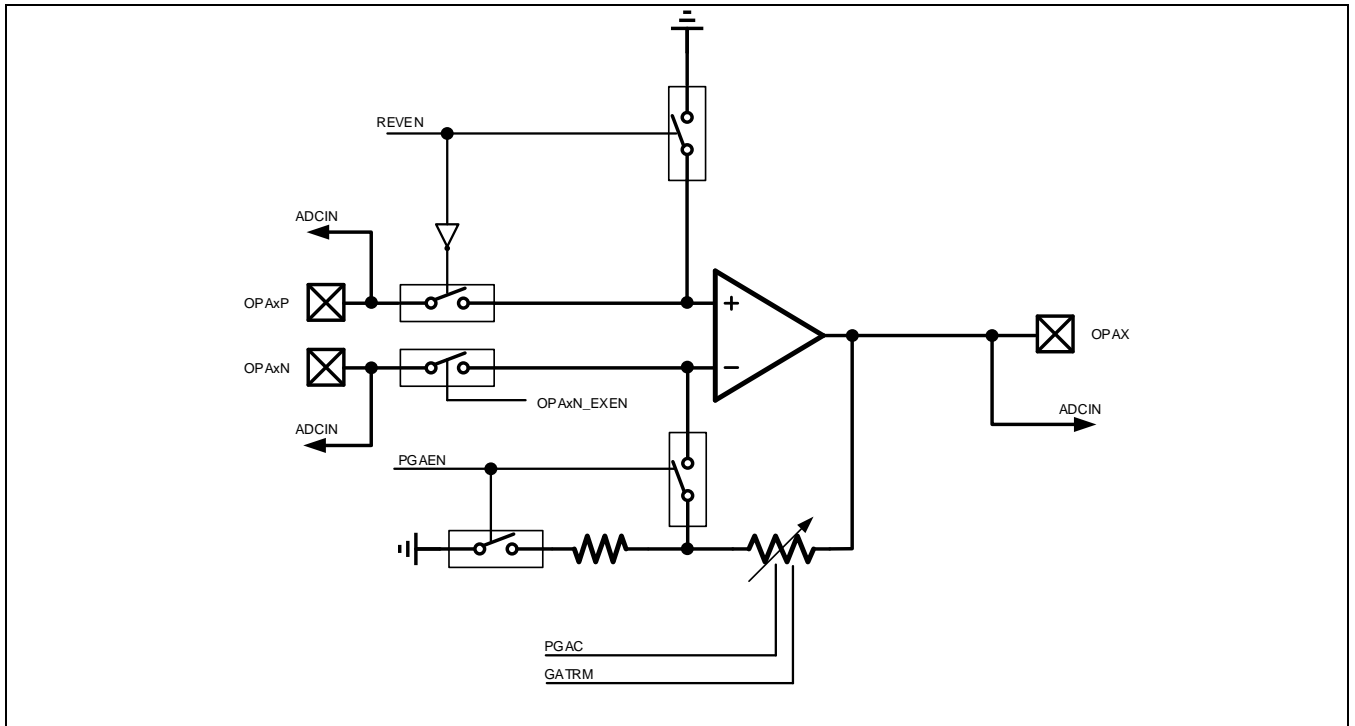 REVEN
ADCIN
OPAxP
+
OPAX
OPAxN
−
OPAxN_EXEN
ADCIN
ADCIN
PGAEN
PGAC
GATRM